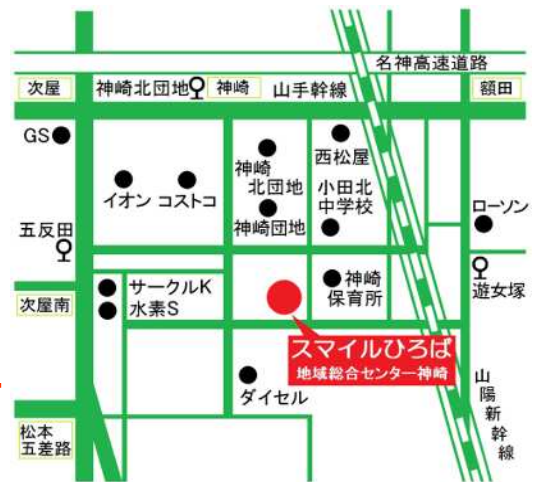 名神高速道路
次屋
神崎北団地
神崎
山手幹線
額田
GS
西松屋
神崎
北団地
イオン
コストコ
小田北
中学校
神崎団地
ローソン
五反田
サークルK
水素S
神崎
保育所
遊女塚
次屋南
スマイルひろば
地域総合センター神崎
山陽新幹線
ダイセル
松本
五差路